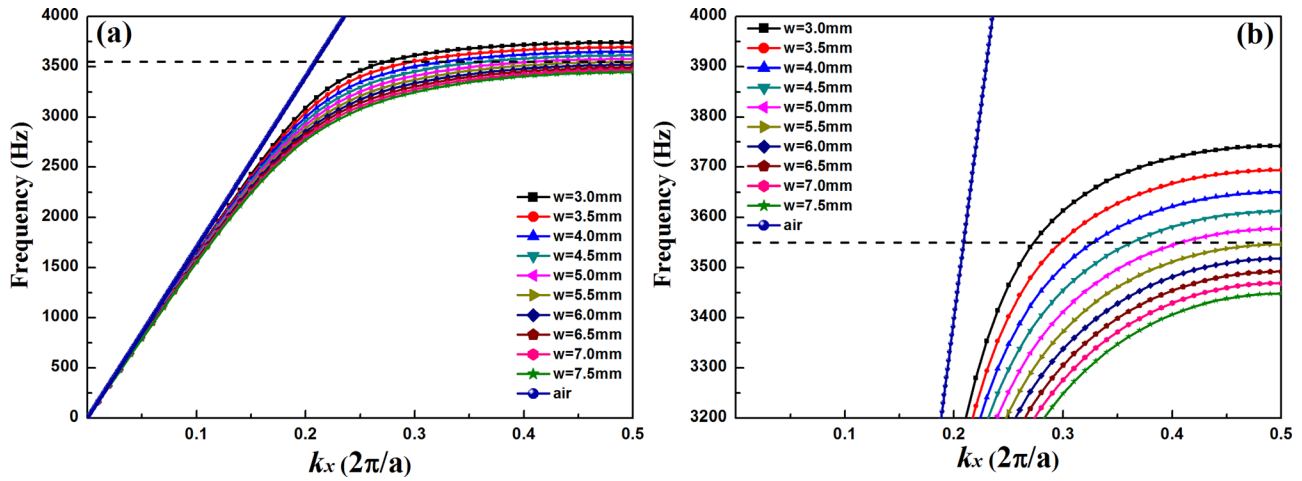 (a)
Frequency (Hz)
4000
3500
3000
2500
2000
1500
1000
500
0
w=3.0mm
w=3.5mm
w=4.0mm
w=4.5mm
w=5.0mm
w=5.5mm
w=6.0mm
w=6.5mm
w=7.0mm
w=7.5mm
air
0.1 0.2 0.3 0.4 0.5
kx (2π/a)
(b)
Frequency (Hz)
4000
3900
3800
3700
3600
3500
3400
3300
3200
w=3.0mm
w=3.5mm
w=4.0mm
w=4.5mm
w=5.0mm
w=5.5mm
w=6.0mm
w=6.5mm
w=7.0mm
w=7.5mm
air
0.1 0.2 0.3 0.4 0.5
kx (2π/a)